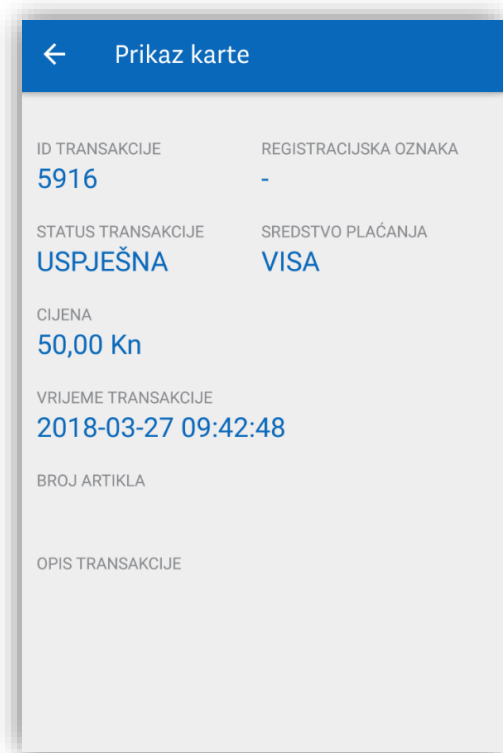 Prikaz karte
ID TRANSAKCIJE REGISTRACIJSKA OZNAKA
5916 -
STATUS TRANSAKCIJE SREDSTVO PLAĆANJA
USPJEŠNA VISA
CIJENA
50,00 Kn
VRIJEME TRANSAKCIJE
2018-03-27 09:42:48
BROJ ARTIKLA
OPIS TRANSAKCIJE